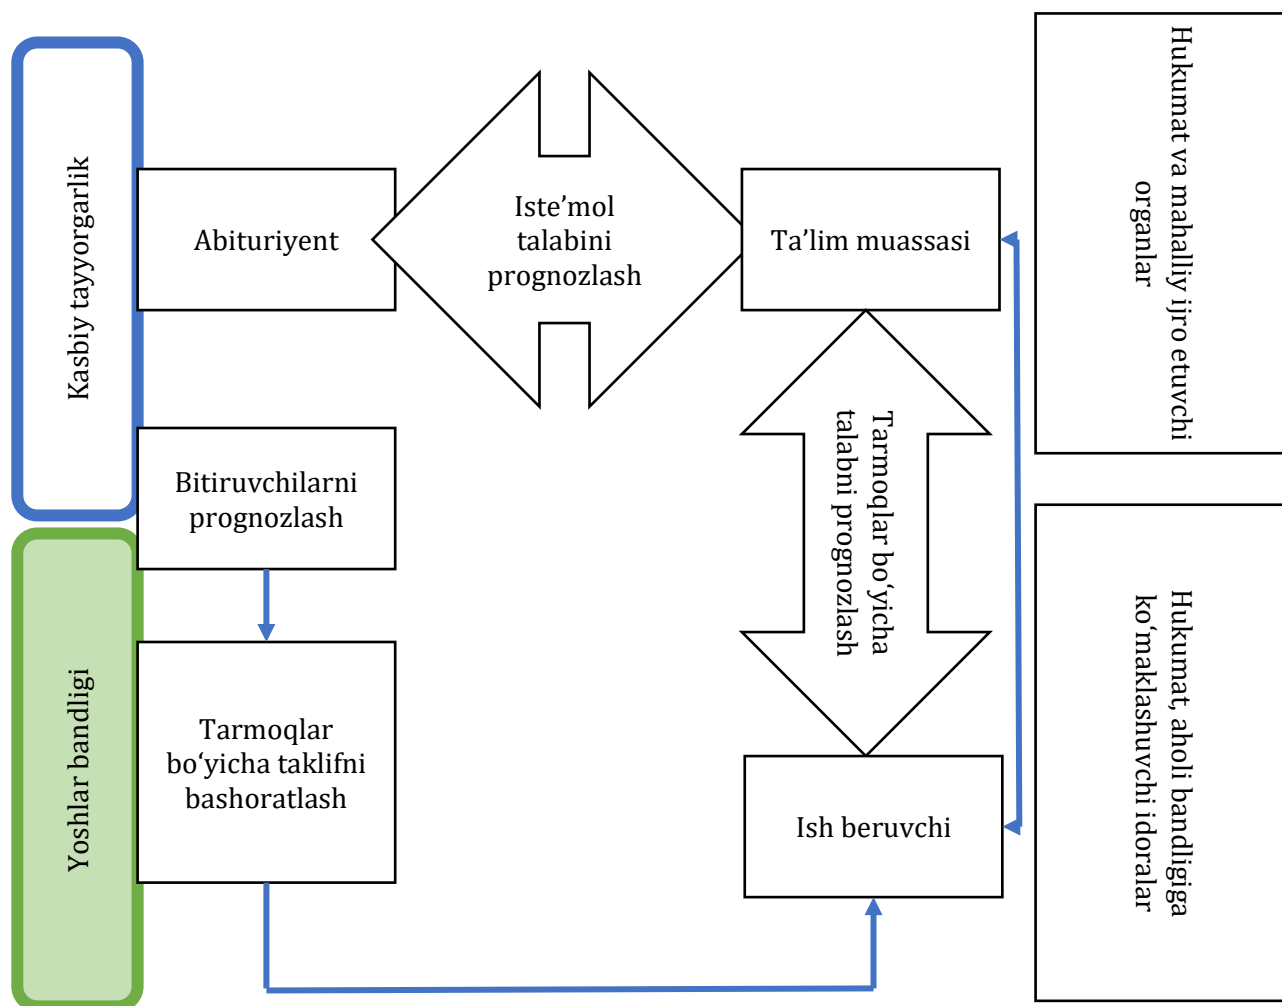 Kasbiy tayyorgarlik
Abituriyent
Iste’mol
talabini
prognozlash
Ta’lim muassasi
Hukumat va mahalliy ijro etuvchi
organlar
Bitiruvchilarni
prognozlash
Tarmoqlar bo‘yicha
talabni prognozlash
Yoshlar bandligi
Tarmoqlar
bo‘yicha taklifni
bashoratlash
Ish beruvchi
Hukumat, aholi bandligiga
ko‘maklashuvchi idoralar